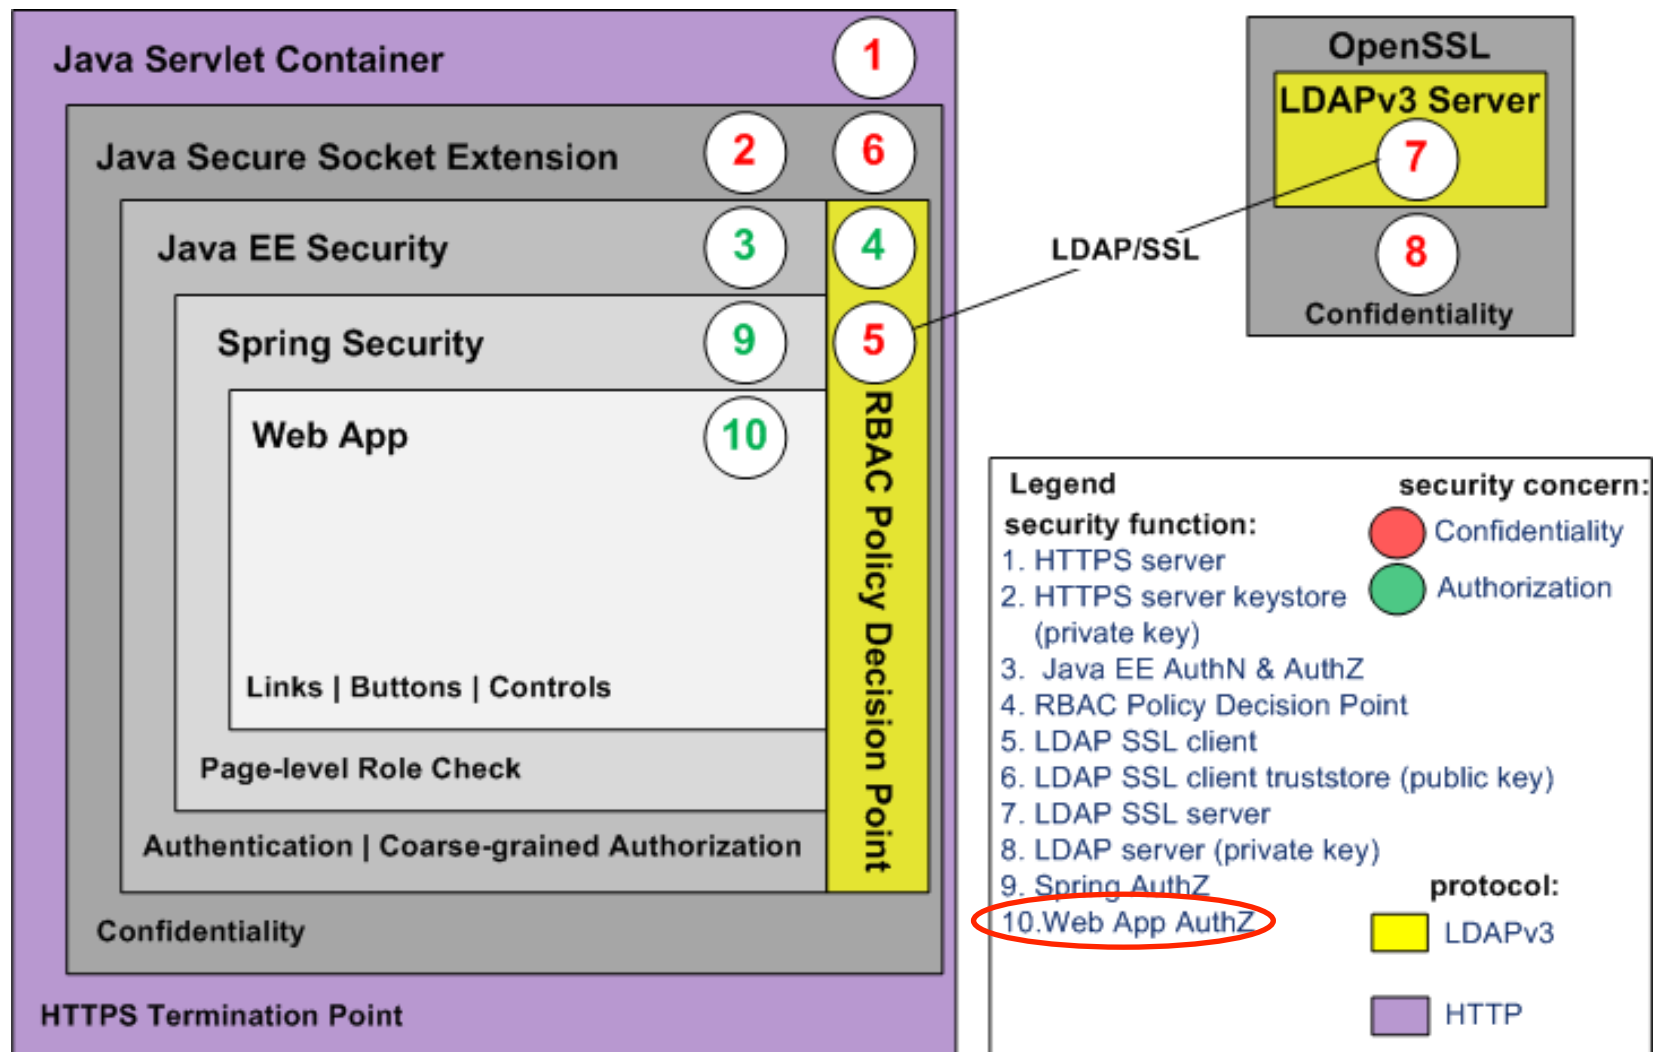 Java Servlet Container
1
Java Secure Socket Extension
2
6
Java EE Security
3
4
Spring Security
9
5
Web App
10
RBAC Policy Decision Point
Links | Buttons | Controls
Page-level Role Check
Authentication | Coarse-grained Authorization
Confidentiality
HTTPS Termination Point
LDAP/SSL
OpenSSL
LDAPv3 Server
7
8
Confidentiality
Legend
security function:
1. HTTPS server
2. HTTPS server keystore
(private key)
3. Java EE AuthN & AuthZ
4. RBAC Policy Decision Point
5. LDAP SSL client
6. LDAP SSL client truststore (public key)
7. LDAP SSL server
8. LDAP server (private key)
9. Spring AuthZ
10.Web App AuthZ
security concern:
Confidentiality
Authorization
protocol:
LDAPv3
HTTP